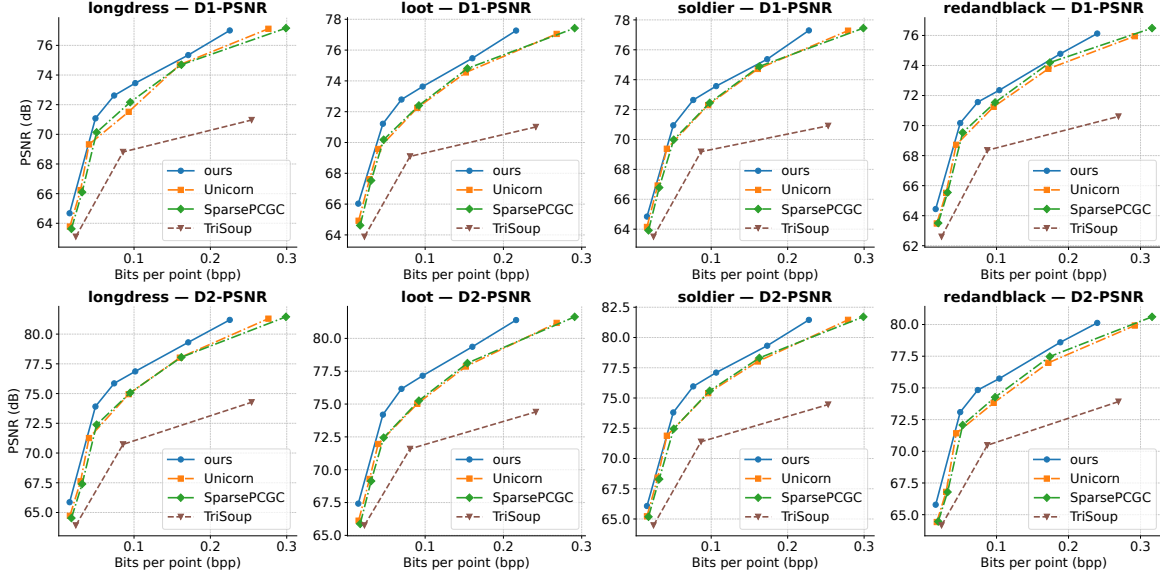 longdress — D1-PSNR
PSNR (dB)
76
74
72
70
68
66
64
ours
Unicorn
SparsePCGC
TriSoup
0.1 0.2 0.3
Bits per point (bpp)
loot — D1-PSNR
78
76
74
72
70
68
66
64
ours
Unicorn
SparsePCGC
TriSoup
0.1 0.2 0.3
Bits per point (bpp)
soldier — D1-PSNR
78
76
74
72
70
68
66
64
ours
Unicorn
SparsePCGC
TriSoup
0.1 0.2 0.3
Bits per point (bpp)
redandblack — D1-PSNR
76
74
72
70
68
66
64
62
ours
Unicorn
SparsePCGC
TriSoup
0.1 0.2 0.3
Bits per point (bpp)
longdress — D2-PSNR
PSNR (dB)
80.0
77.5
75.0
72.5
70.0
67.5
65.0
ours
Unicorn
SparsePCGC
TriSoup
0.1 0.2 0.3
Bits per point (bpp)
loot — D2-PSNR
80.0
77.5
75.0
72.5
70.0
67.5
65.0
ours
Unicorn
SparsePCGC
TriSoup
0.1 0.2 0.3
Bits per point (bpp)
soldier — D2-PSNR
82.5
80.0
77.5
75.0
72.5
70.0
67.5
65.0
ours
Unicorn
SparsePCGC
TriSoup
0.1 0.2 0.3
Bits per point (bpp)
redandblack — D2-PSNR
80.0
77.5
75.0
72.5
70.0
67.5
65.0
ours
Unicorn
SparsePCGC
TriSoup
0.1 0.2 0.3
Bits per point (bpp)